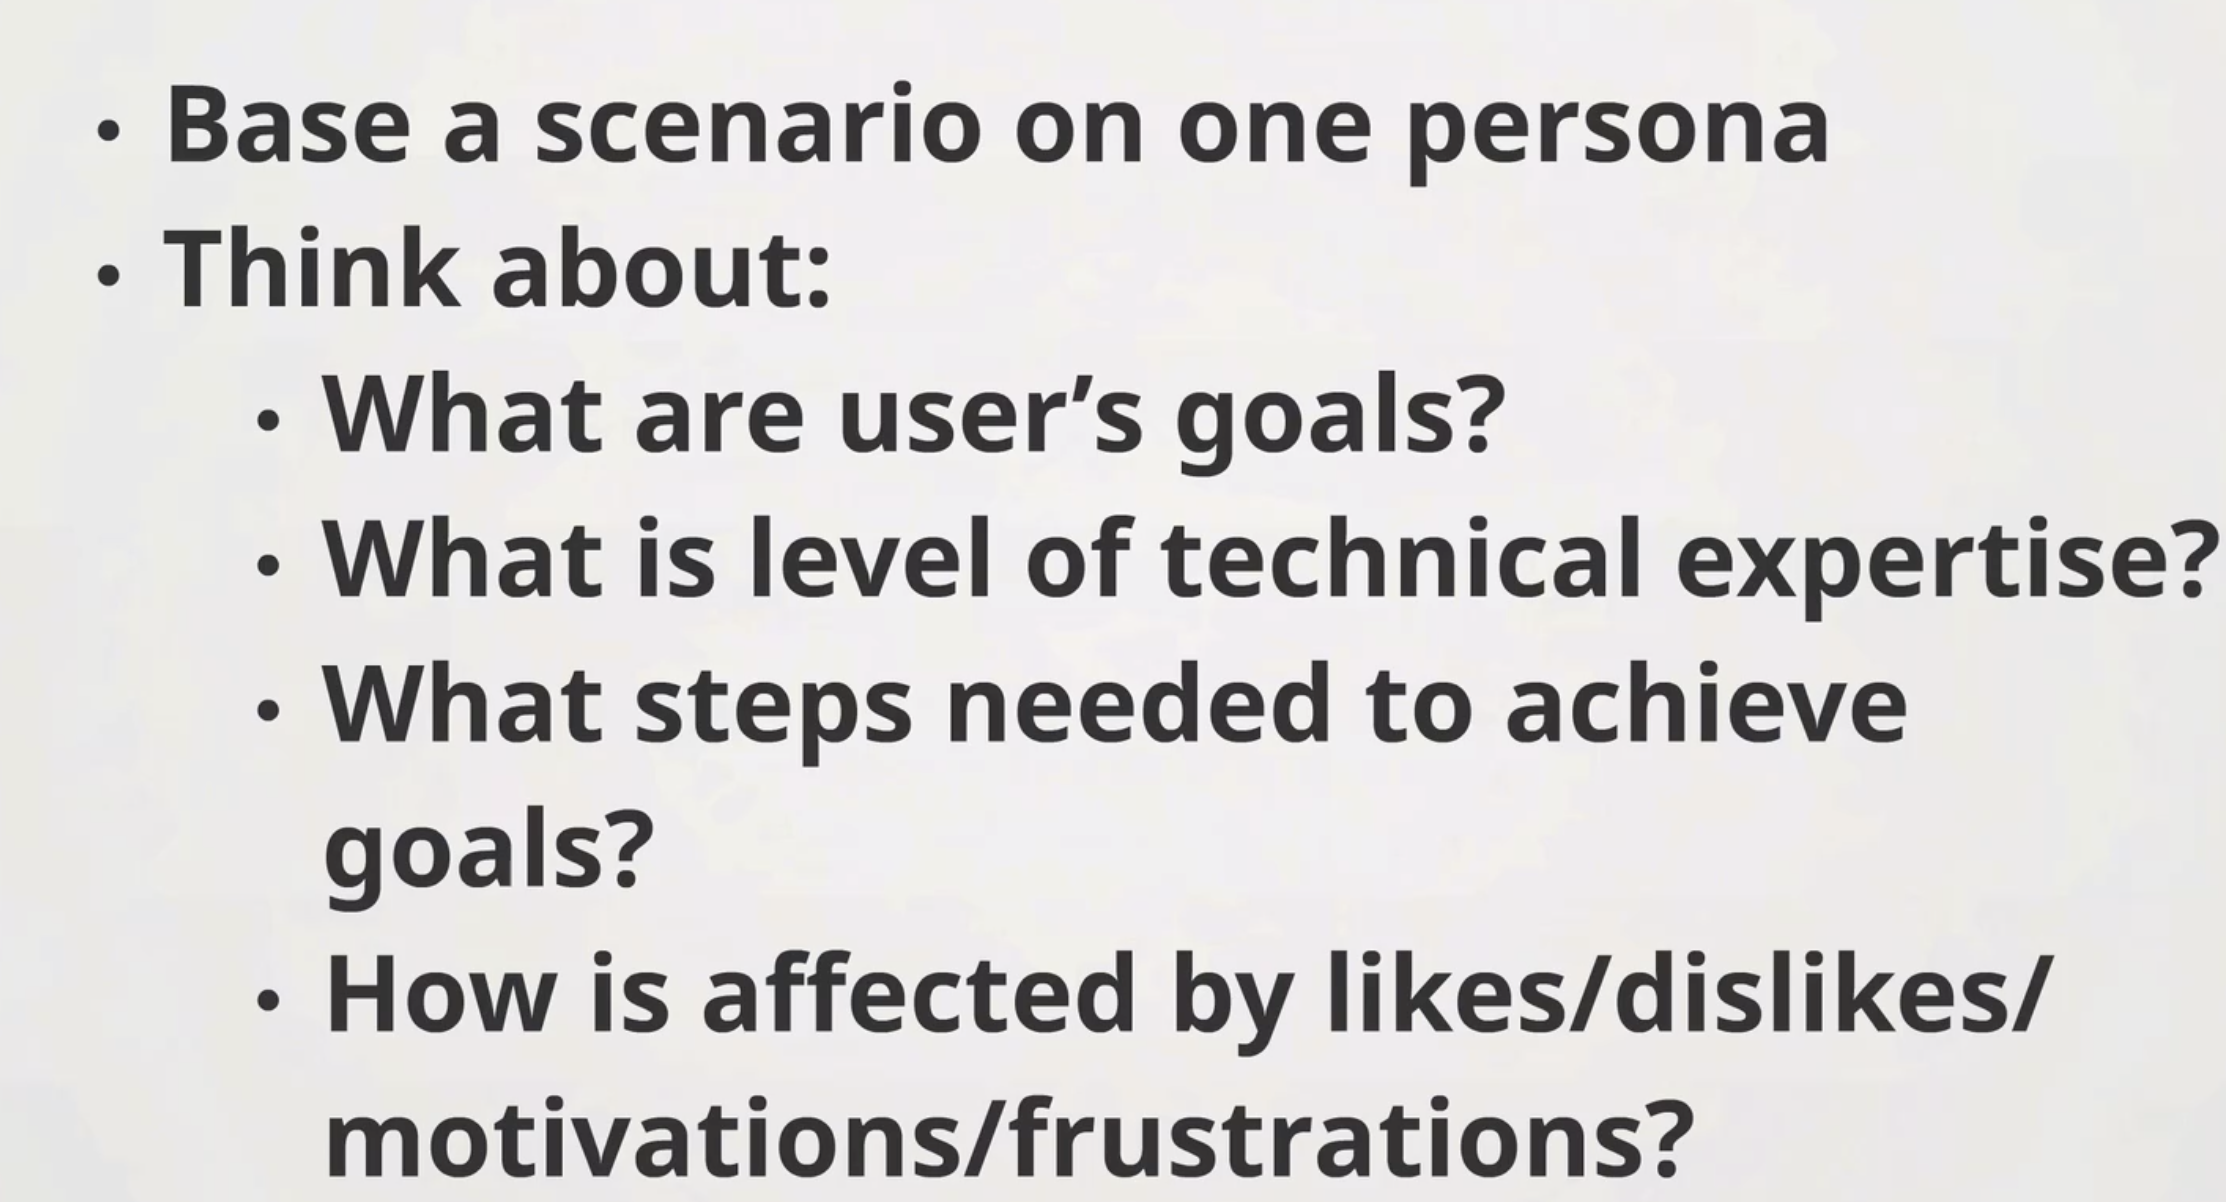 • Base a scenario on one persona
• Think about:
• What are user’s goals?
• What is level of technical expertise?
• What steps needed to achieve
goals?
• How is affected by likes/dislikes/
motivations/frustrations?